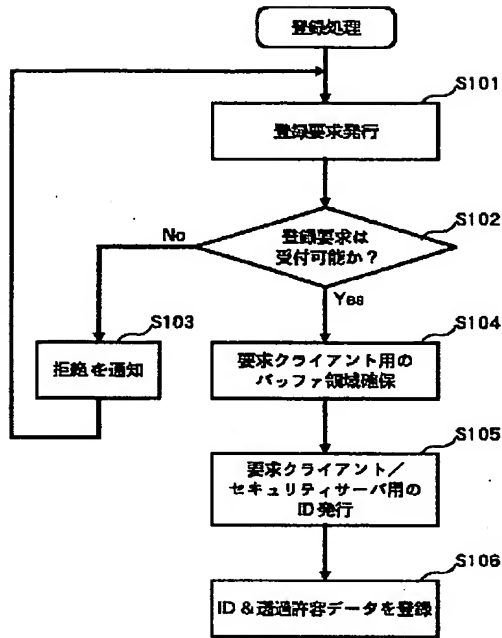 登録処理
S101
登録要求発行
S102
登録要求は
受付可能か？
No
Yes
S103
拒絶を通知
S104
要求クライアント用の
バッファ領域確保
S105
要求クライアント／
セキュリティサーバ用の
ID発行
S106
ID＆透過許容データを登録